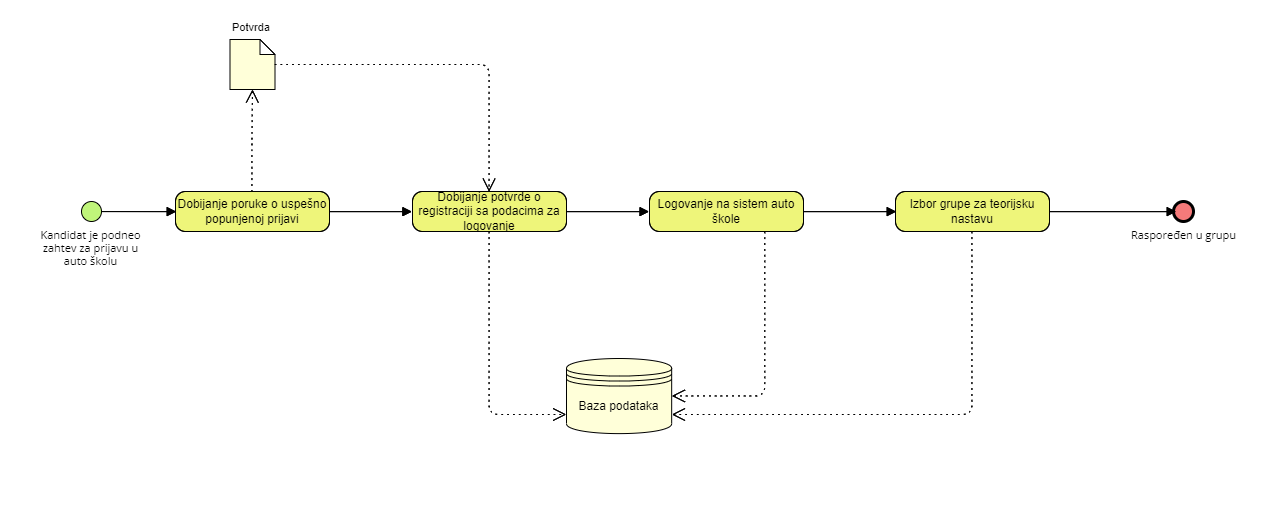 Potvrda
Dobijanje poruke o uspešno
popunjenoj prijavi
Dobijanje potvrde o
registraciji sa podacima za
logovanje
Logovanje na sistem auto
škole
Izbor grupe za teorijsku
nastavu
Kandidat je podneo
zahtev za prijavu u
auto školu
Raspoređen u grupu
Baza podataka